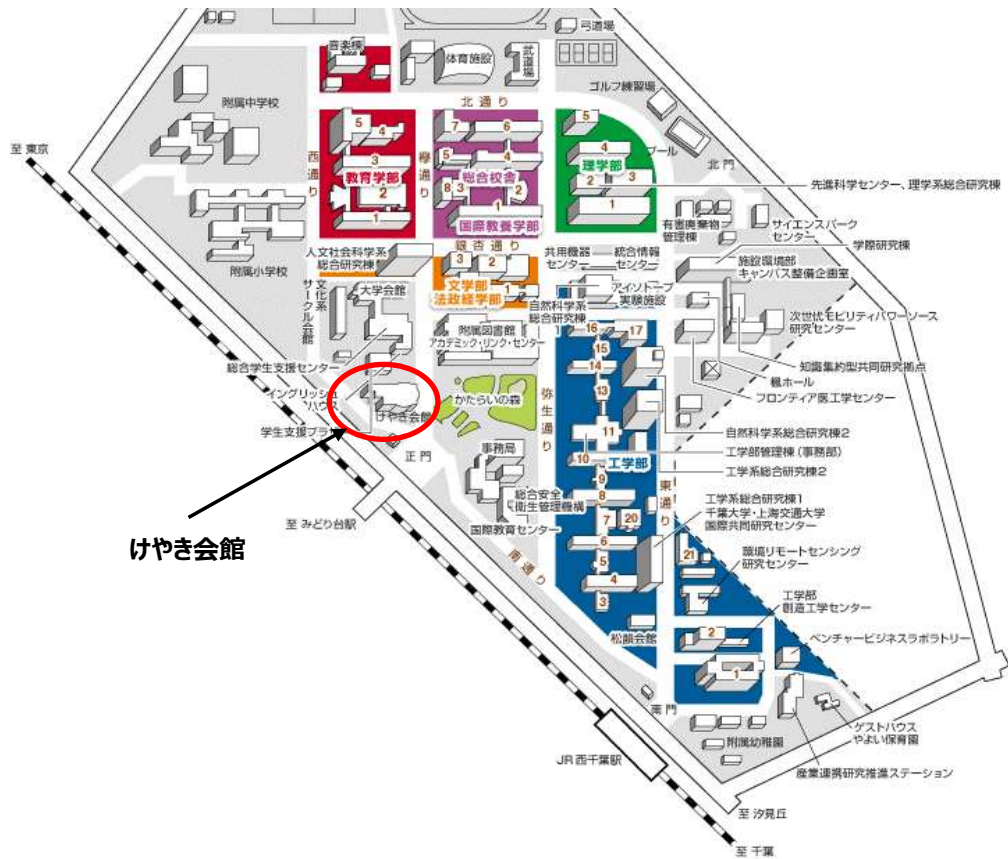 弓道場
音楽棟
体育施設
武道場
ゴルフ練習場
附属中学校
北通り
至 東京
5
4
7
6
5
プール
北門
西通り
欅通り
3
教育学部
5
4
総合校舎
4
理学部
2
3
先進科学センター、理学系総合研究棟
2
8
3
2
1
1
国際教養学部
1
有害廃棄物
管理棟
サイエンスパーク
センター
銀杏通り
学際研究棟
人文社会科学系
総合研究棟
共用機器
センター
統合情報
センター
施設環境部
キャンパス整備企画室
附属小学校
3
2
文学部
法政経学部
1
アイソトープ
実験施設
文化系
サークル会館
大学会館
自然科学系
総合研究棟
次世代モビリティパワーソース
研究センター
附属図書館
アカデミック・リンク・センター
16
17
総合学生支援センター
15
14
知識集約型共同研究拠点
楓ホール
フロンティア医工学センター
イングリッシュ
ハウス
けやき会館
かたらいの森
弥生通り
13
学生支援プラザ
11
自然科学系総合研究棟2
正門
事務局
10
工学部
工学部管理棟(事務部)
工学系総合研究棟2
9
東通り
総合安全
衛生管理機構
8
工学系総合研究棟1
千葉大学・上海交通大学
国際共同研究センター
至 みどり台駅
国際教育センター
7
20
けやき会館
6
21
環境リモートセンシング
研究センター
南通り
5
4
3
工学部
創造工学センター
松韻会館
2
ベンチャービジネスラボラトリー
1
南門
ゲストハウス
やよい保育園
附属幼稚園
JR西千葉駅
産業連携研究推進ステーション
至 汐見丘
至 千葉